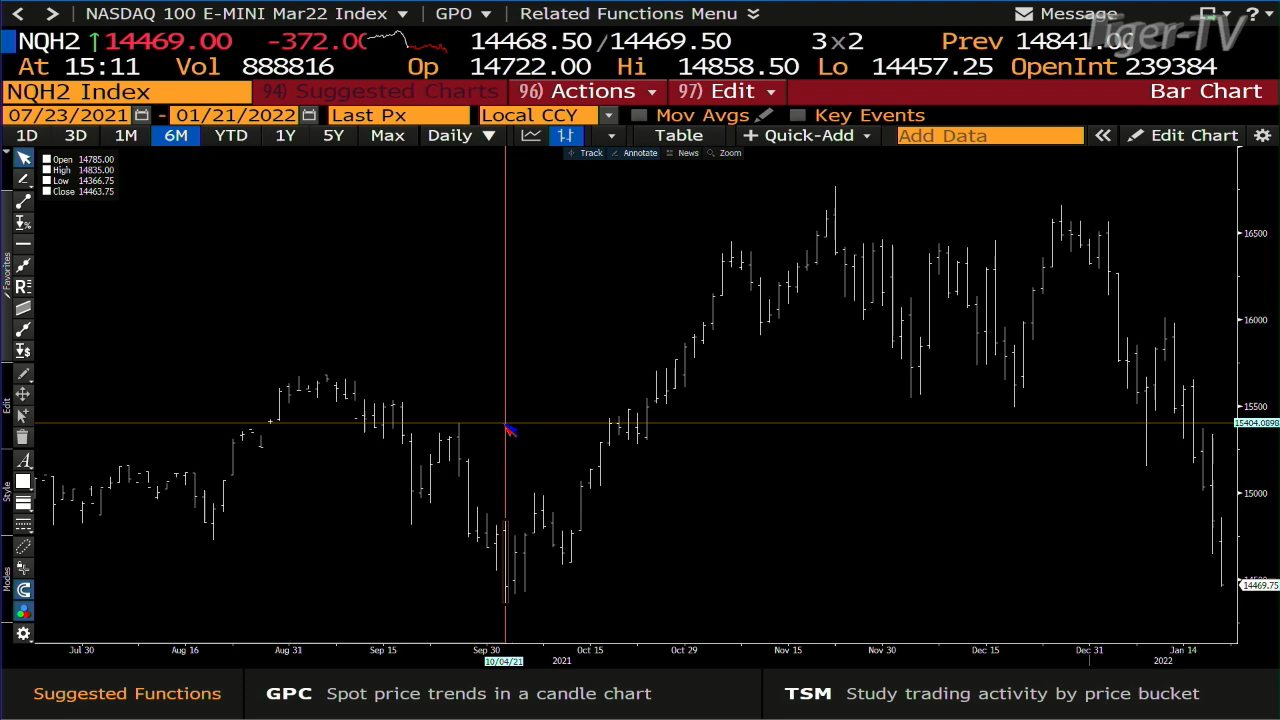 < > NASDAQ 100 E-MINI Mar22 Index GPO Related Functions Menu Message ?
Tiger-TV
NQH2 ↑14469.00 -372.00 14468.50/14469.50 3x2 Prev 14841.00
At 15:11 Vol 888816 Op 14722.00 Hi 14858.50 Lo 14457.25 OpenInt 239384
NQH2 Index 94) Suggested Charts 96) Actions 97) Edit Bar Chart
07/23/2021 - 01/21/2022 Last Px Local CCY Mov Avgs Key Events
1D 3D 1M 6M YTD 1Y 5Y Max Daily ▼ Table + Quick-Add Add Data « Edit Chart
Track Annotate News Zoom
Open 14785.00
High 14835.00
Low 14366.75
Close 14463.75
Favorites
Edit
Style
Modes
16500
16000
15500
15404.0898
15000
14469.75
Jul 30 Aug 16 Aug 31 Sep 15 Sep 30 Oct 15 Oct 29 Nov 15 Nov 30 Dec 15 Dec 31 Jan 14
10/04/21 2021 2022
Suggested Functions GPC Spot price trends in a candle chart TSM Study trading activity by price bucket